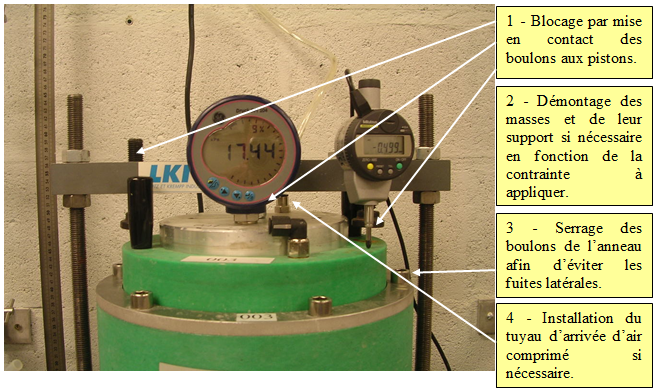 1 - Blocage par mise
en contact des
boulons aux pistons.
2 - Démontage des
masses et de leur
support si nécessaire
en fonction de la
contrainte à
appliquer.
3 - Serrage des
boulons de l'anneau
afin d'éviter les
fuites latérales.
4 - Installation du
tuyau d'arrivée d'air
comprimé si
nécessaire.
9%
17.44
-0.499
LKI
003
003